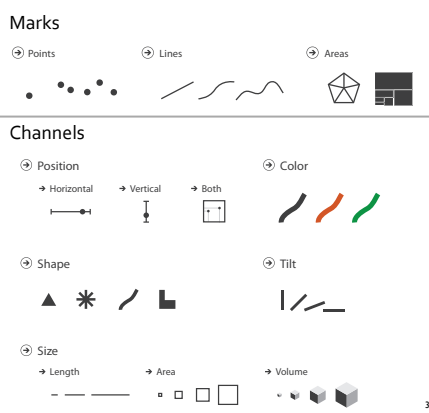 Marks
Points
Lines
Areas
Channels
Position
Color
Horizontal
Vertical
Both
Shape
Tilt
Size
Length
Area
Volume
3